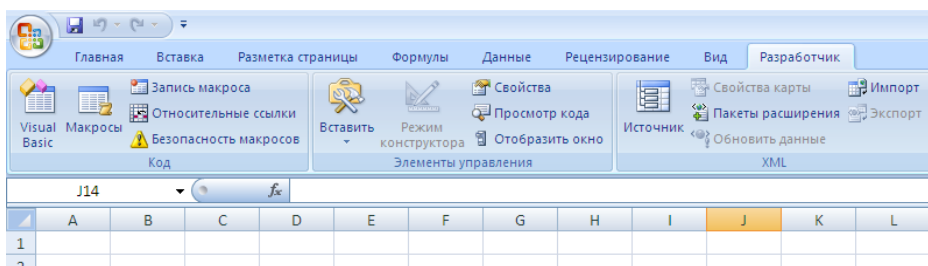 Главная Вставка Разметка страницы Формулы Данные Рецензирование Вид Разработчик
Visual Basic
Макросы
Запись макроса
Относительные ссылки
Безопасность макросов
Код
Вставить
Режим конструктора
Свойства
Просмотр кода
Отобразить окно
Элементы управления
Источник
Свойства карты
Пакеты расширения
Обновить данные
Импорт
Экспорт
XML
J14 fx
A B C D E F G H I J K L
1